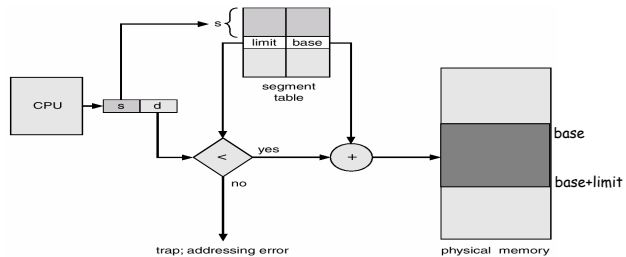 s
limit base
segment
table
CPU
s d
<
yes
+
no
base
base+limit
trap; addressing error
physical memory